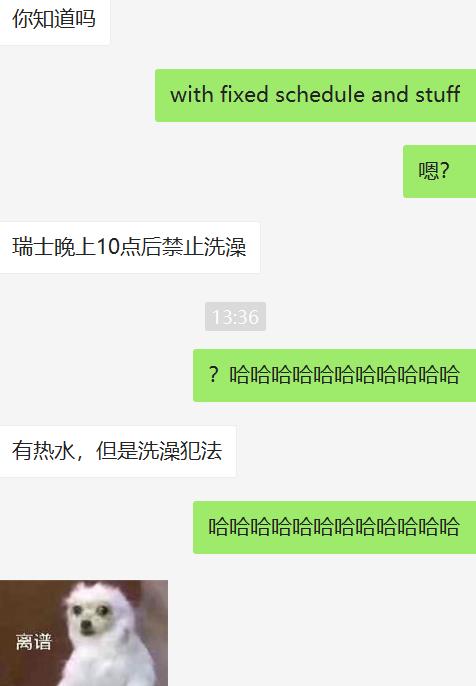 你知道吗
with fixed schedule and stuff
嗯？
瑞士晚上10点后禁止洗澡
13:36
？哈哈哈哈哈哈哈哈哈哈哈
有热水，但是洗澡犯法
哈哈哈哈哈哈哈哈哈哈哈哈
离谱